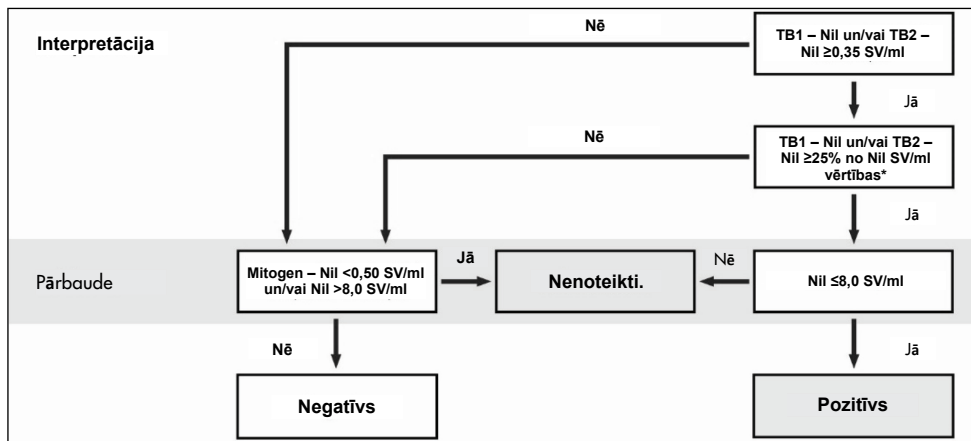 Interpretācija
Nē
TB1 – Nil un/vai TB2 –
Nil ≥0,35 SV/ml
Jā
Nē
TB1 – Nil un/vai TB2 –
Nil ≥25% no Nil SV/ml
vērtības*
Jā
Pārbaude
Mitogen – Nil <0,50 SV/ml
un/vai Nil >8,0 SV/ml
Jā
Nenoteikti.
Nē
Nil ≤8,0 SV/ml
Nē
Jā
Negatīvs
Pozitīvs